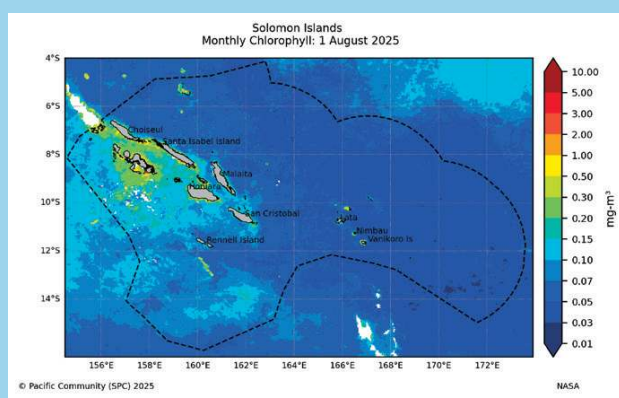 Solomon Islands
Monthly Chlorophyll: 1 August 2025
4°S
6°S
8°S
10°S
12°S
14°S
156°E
158°E
160°E
162°E
164°E
166°E
168°E
170°E
172°E
Choiseul
Santa Isabel Island
Malaita
Honiara
San Cristobal
Rennell Island
Lata
Nimbau
Vanikoro Is
10.00
5.00
3.00
2.00
1.00
0.50
0.30
0.20
0.15
0.10
0.07
0.05
0.03
0.01
mg-m³
© Pacific Community (SPC) 2025
NASA